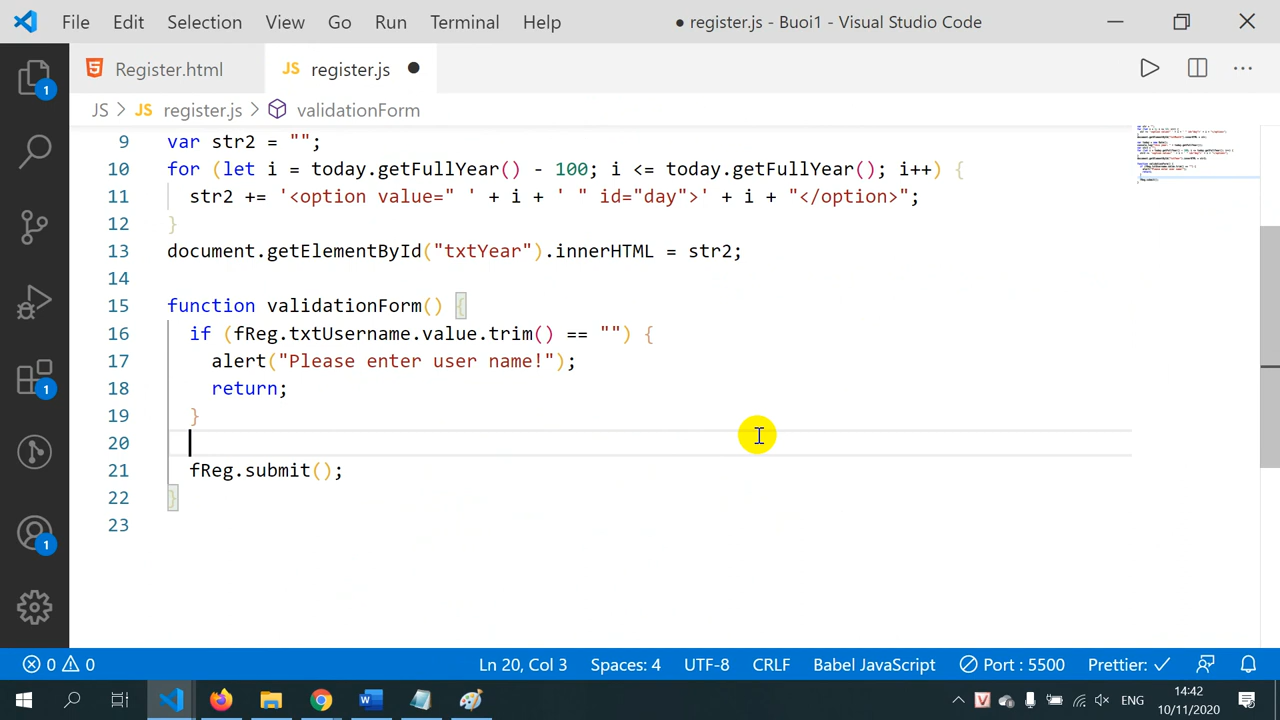 File Edit Selection View Go Run Terminal Help ● register.js - Buoi1 - Visual Studio Code
Register.html JS register.js ●
JS > JS register.js > validationForm
9 var str2 = "";
10 for (let i = today.getFullYear() - 100; i <= today.getFullYear(); i++) {
11 str2 += '<option value=" ' + i + ' " id="day">' + i + "</option>";
12 }
13 document.getElementById("txtYear").innerHTML = str2;
14
15 function validationForm() {
16 if (fReg.txtUsername.value.trim() == "") {
17 alert("Please enter user name!");
18 return;
19 }
20
21 fReg.submit();
22 }
23
1
1
1
0 0 Ln 20, Col 3 Spaces: 4 UTF-8 CRLF Babel JavaScript Port : 5500 Prettier: ✓
V ENG 14:42
10/11/2020